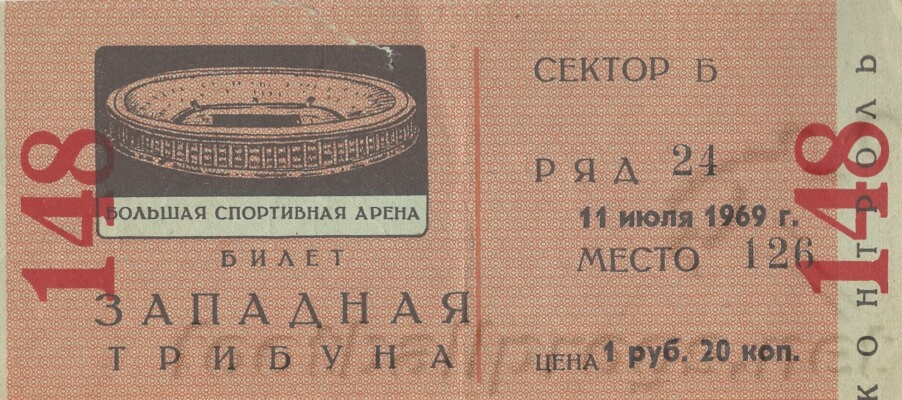 148
БОЛЬШАЯ СПОРТИВНАЯ АРЕНА
БИЛЕТ
ЗАПАДНАЯ
ТРИБУНА
СЕКТОР Б
РЯД 24
11 июля 1969 г.
МЕСТО 126
ЦЕНА 1 руб. 20 коп.
148
КОНТРОЛЬ